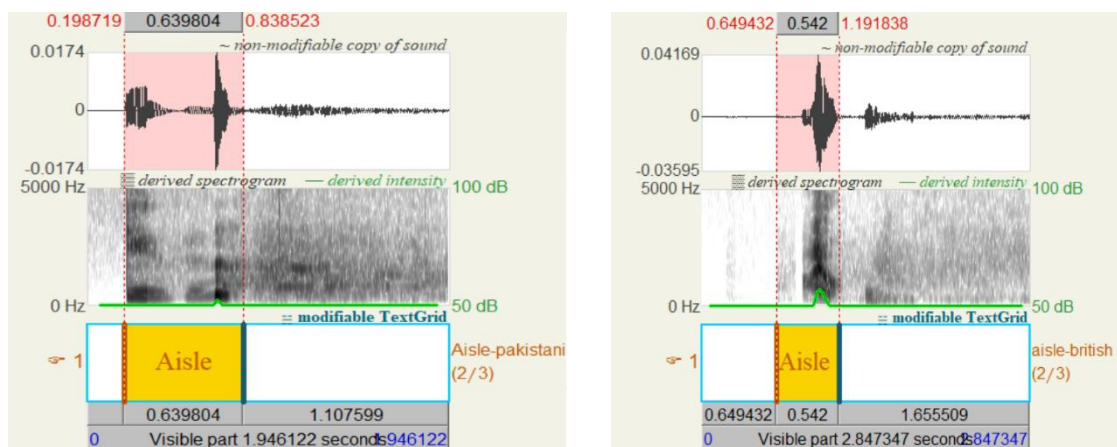 0.198719 0.639804 0.838523
~ non-modifiable copy of sound
0.0174
0
-0.0174
5000 Hz
derived spectrogram — derived intensity
100 dB
0 Hz
50 dB
modifiable TextGrid
1
Aisle
Aisle-pakistani
(2/3)
0.639804 1.107599
0 Visible part 1.946122 seconds 1.946122
0.649432 0.542 1.191838
~ non-modifiable copy of sound
0.04169
0
-0.03595
5000 Hz
derived spectrogram — derived intensity
100 dB
0 Hz
50 dB
modifiable TextGrid
1
Aisle
aisle-british
(2/3)
0.649432 0.542 1.655509
0 Visible part 2.847347 seconds 2.847347